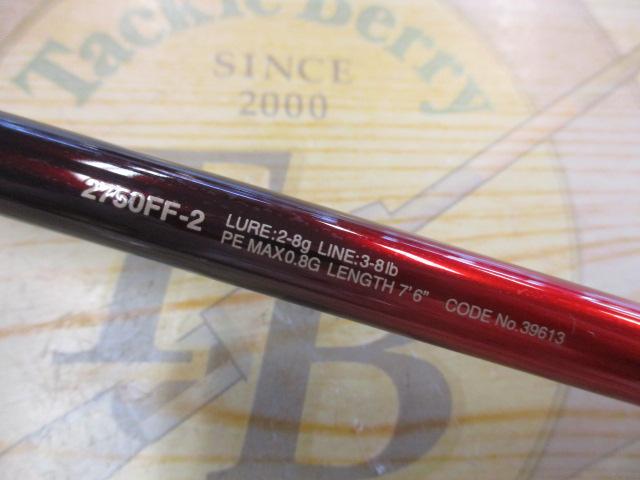 Tackle Berry
SINCE
2000
TB
2750FF-2
LURE:2-8g LINE:3-8lb
PE MAX0.8G LENGTH 7'6"
CODE No.39613